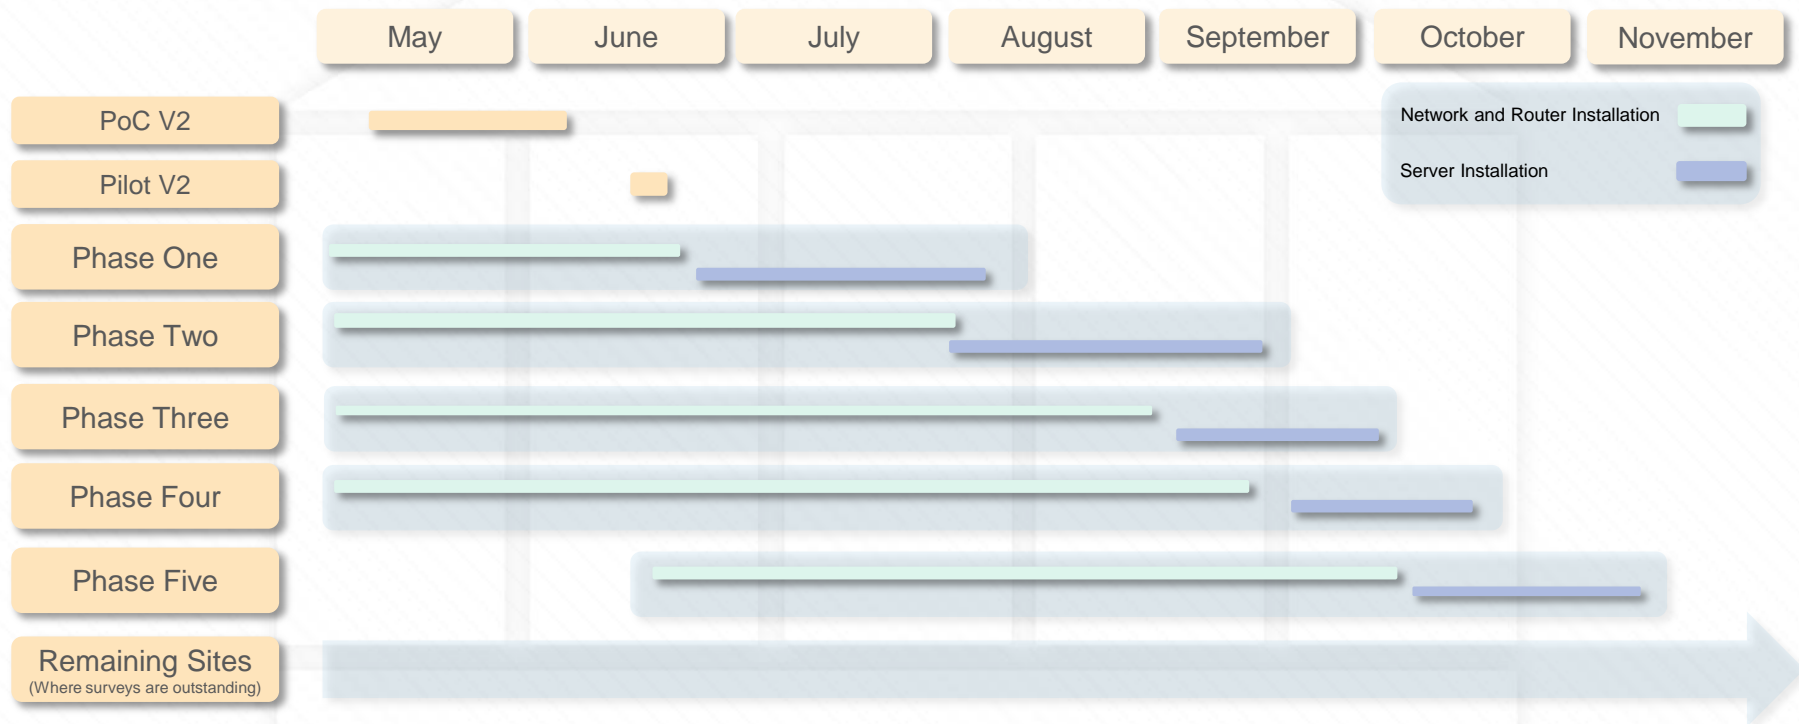 May
June
July
August
September
October
November
PoC V2
Network and Router Installation
Server Installation
Pilot V2
Phase One
Phase Two
Phase Three
Phase Four
Phase Five
Remaining Sites
(Where surveys are outstanding)